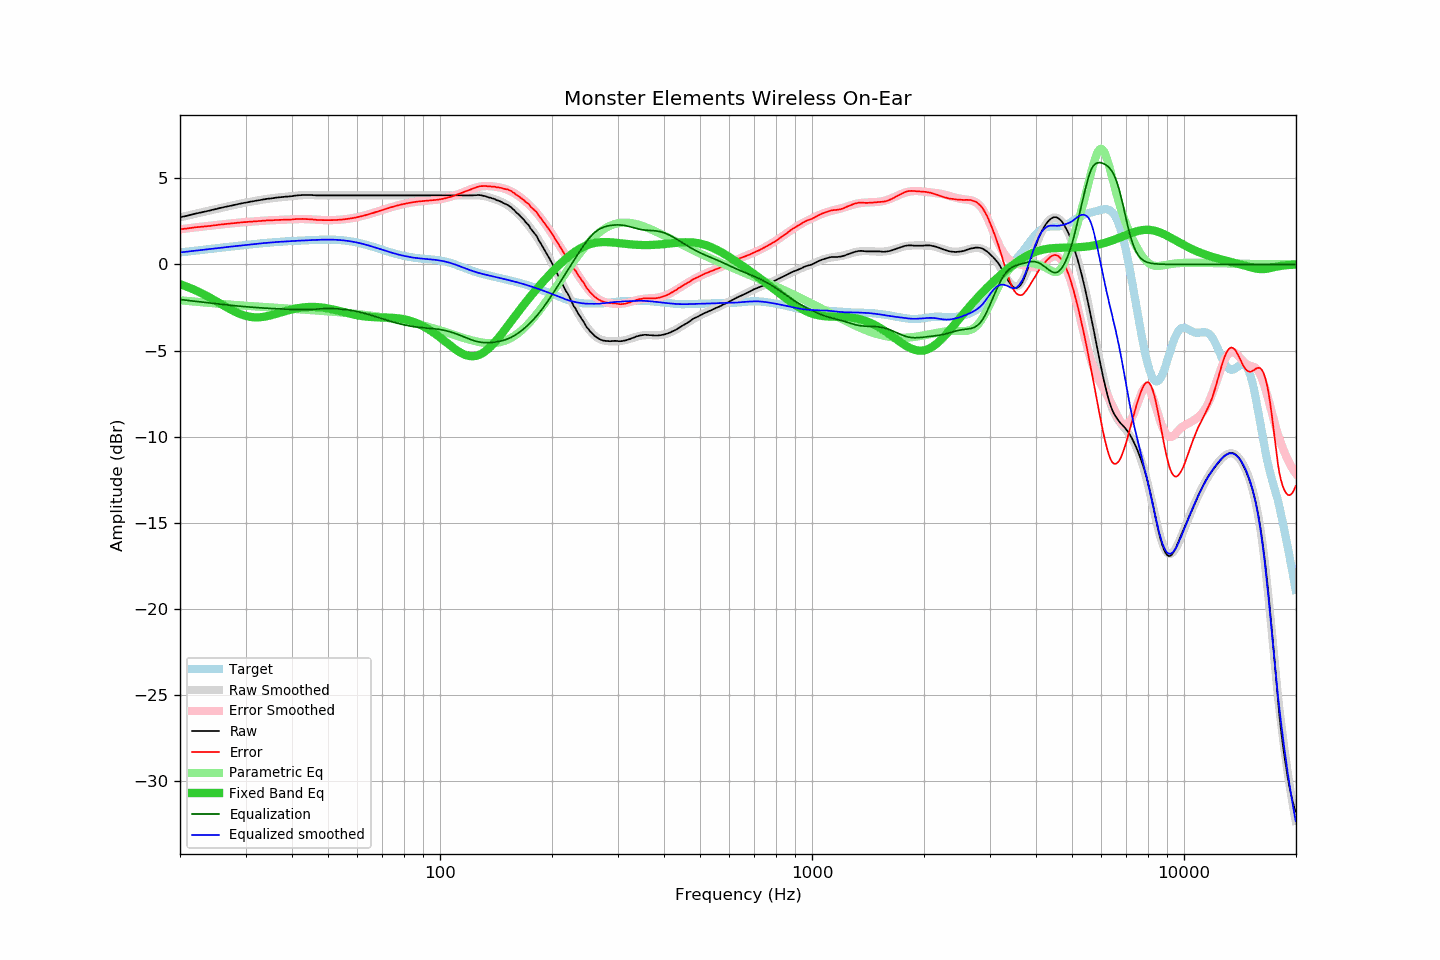 Monster Elements Wireless On-Ear
5
0
−5
−10
−15
−20
−25
−30
Amplitude (dBr)
Target
Raw Smoothed
Error Smoothed
Raw
Error
Parametric Eq
Fixed Band Eq
Equalization
Equalized smoothed
100
1000
10000
Frequency (Hz)